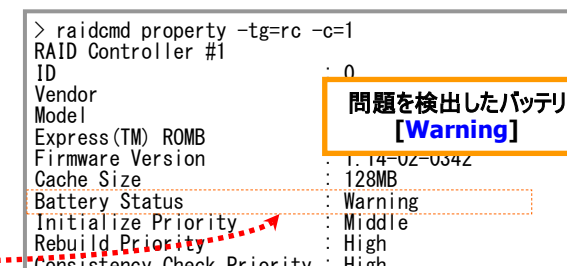 > raidcmd property -tg=rc -c=1
RAID Controller #1
ID : 0
Vendor
Model
Express(TM) ROMB
Firmware Version : 1.14-02-0342
Cache Size : 128MB
Battery Status : Warning
Initialize Priority : Middle
Rebuild Priority : High
Consistency Check Priority : High
問題を検出したバッテリ
[Warning]